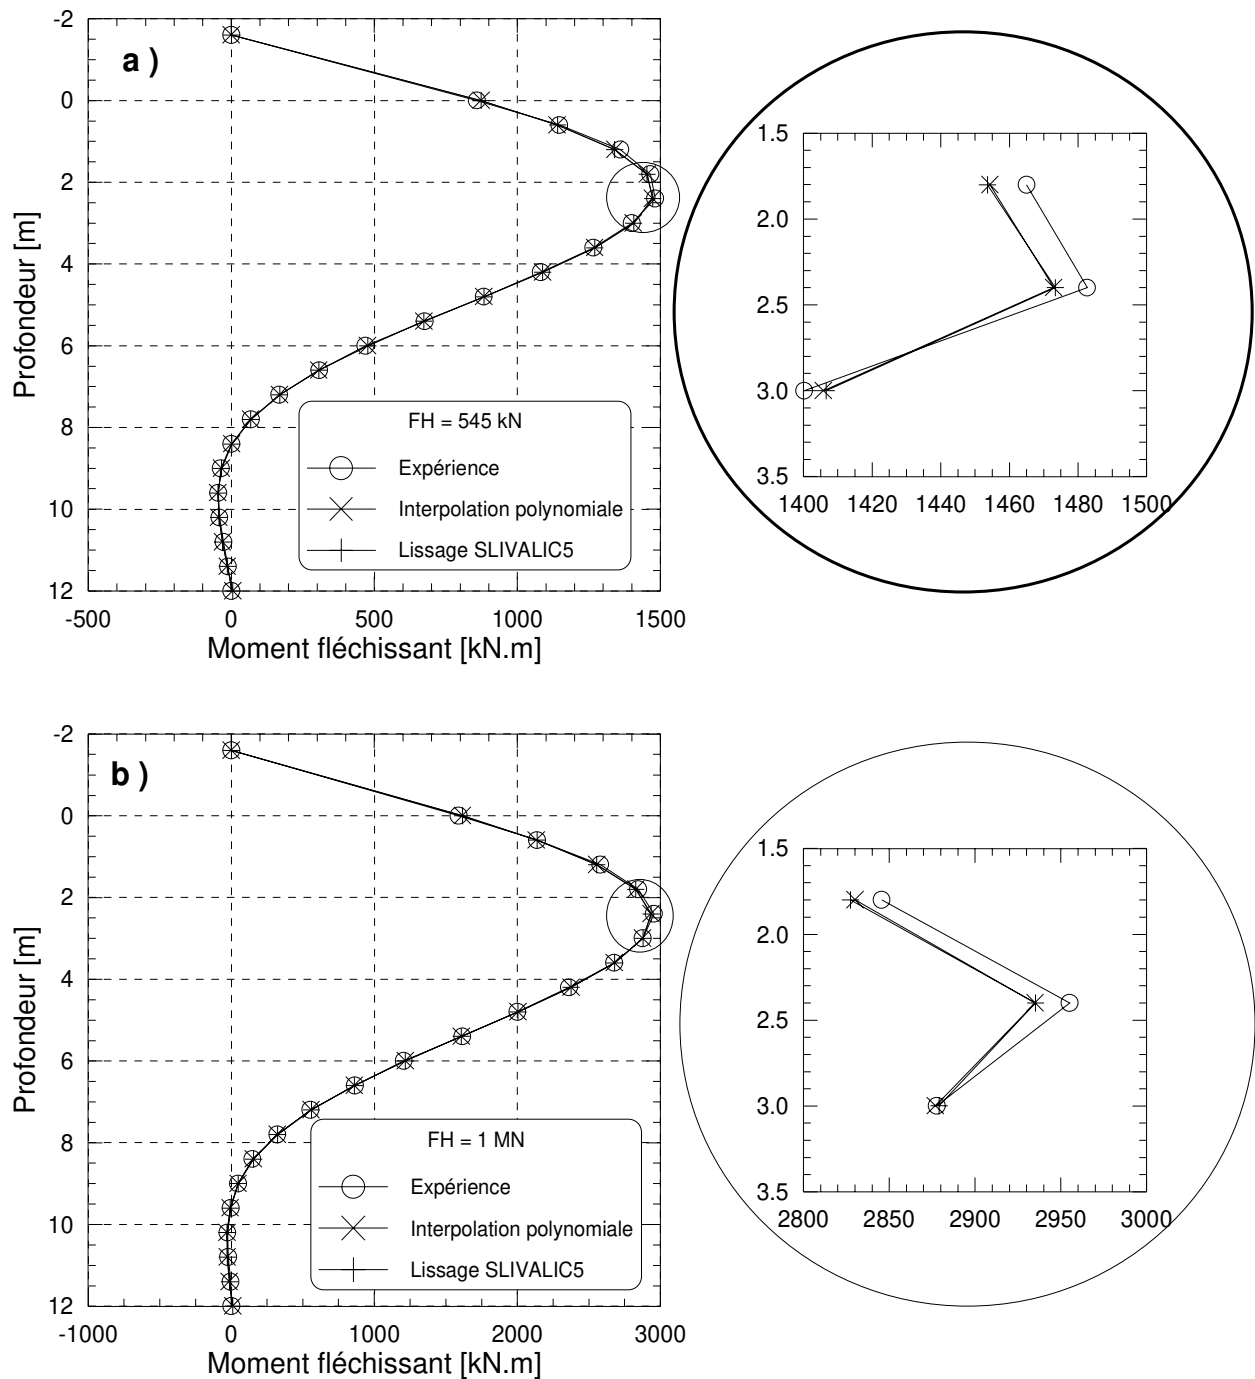 a )
-2
0
2
4
6
8
10
12
Profondeur [m]
-500 0 500 1000 1500
Moment fléchissant [kN.m]
FH = 545 kN
Expérience
Interpolation polynomiale
Lissage SLIVALIC5
1.5
2.0
2.5
3.0
3.5
1400 1420 1440 1460 1480 1500
b )
-2
0
2
4
6
8
10
12
Profondeur [m]
-1000 0 1000 2000 3000
Moment fléchissant [kN.m]
FH = 1 MN
Expérience
Interpolation polynomiale
Lissage SLIVALIC5
1.5
2.0
2.5
3.0
3.5
2800 2850 2900 2950 3000